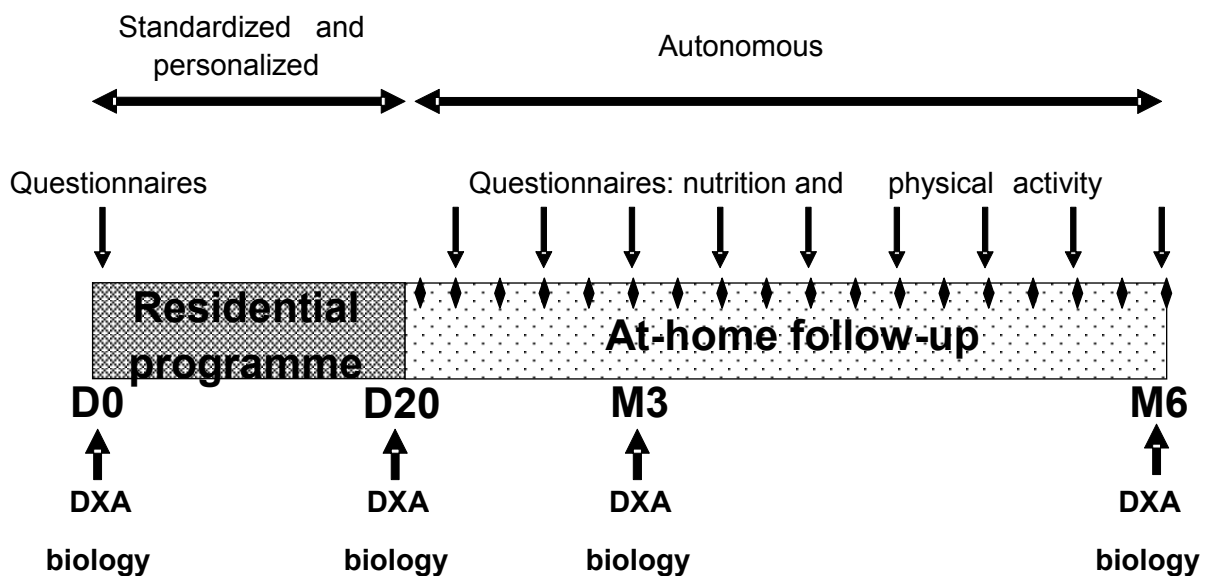 Standardized and
personalized
Autonomous
Questionnaires
Questionnaires: nutrition and physical activity
Residential
programme
At-home follow-up
D0 D20 M3 M6
DXA DXA DXA DXA
biology biology biology biology